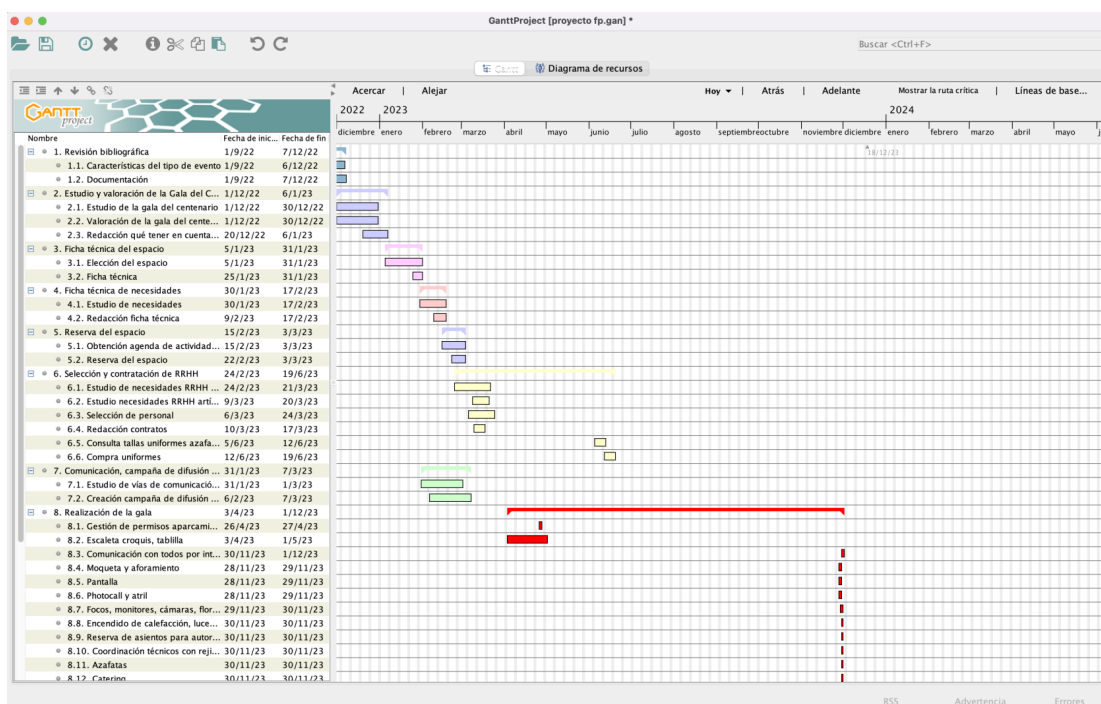 GanttProject [proyecto fp.gan] *
Buscar <Ctrl+F>
Diagrama de recursos
Acercar | Alejar Hoy | Atrás | Adelante Mostrar la ruta crítica | Líneas de base...
GANTT project
2022 2023 2024
Nombre Fecha de inic... Fecha de fin diciembre enero febrero marzo abril mayo junio julio agosto septiembreoctubre noviembre diciembre enero febrero marzo abril mayo
1. Revisión bibliográfica 1/9/22 7/12/22 18/12/23
1.1. Características del tipo de evento 1/9/22 6/12/22
1.2. Documentación 1/9/22 7/12/22
2. Estudio y valoración de la Gala del C... 1/12/22 6/1/23
2.1. Estudio de la gala del centenario 1/12/22 30/12/22
2.2. Valoración de la gala del cente... 1/12/22 30/12/22
2.3. Redacción qué tener en cuenta... 20/12/22 6/1/23
3. Ficha técnica del espacio 5/1/23 31/1/23
3.1. Elección del espacio 5/1/23 31/1/23
3.2. Ficha técnica 25/1/23 31/1/23
4. Ficha técnica de necesidades 30/1/23 17/2/23
4.1. Estudio de necesidades 30/1/23 17/2/23
4.2. Redacción ficha técnica 9/2/23 17/2/23
5. Reserva del espacio 15/2/23 3/3/23
5.1. Obtención agenda de actividad... 15/2/23 3/3/23
5.2. Reserva del espacio 22/2/23 3/3/23
6. Selección y contratación de RRHH 24/2/23 19/6/23
6.1. Estudio de necesidades RRHH ... 24/2/23 21/3/23
6.2. Estudio necesidades RRHH artí... 9/3/23 20/3/23
6.3. Selección de personal 6/3/23 24/3/23
6.4. Redacción contratos 10/3/23 17/3/23
6.5. Consulta tallas uniformes azafa... 5/6/23 12/6/23
6.6. Compra uniformes 12/6/23 19/6/23
7. Comunicación, campaña de difusión ... 31/1/23 7/3/23
7.1. Estudio de vías de comunicació... 31/1/23 1/3/23
7.2. Creación campaña de difusión ... 6/2/23 7/3/23
8. Realización de la gala 3/4/23 1/12/23
8.1. Gestión de permisos aparcami... 26/4/23 27/4/23
8.2. Escaleta croquis, tablilla 3/4/23 1/5/23
8.3. Comunicación con todos por int... 30/11/23 1/12/23
8.4. Moqueta y aforamiento 28/11/23 29/11/23
8.5. Pantalla 28/11/23 29/11/23
8.6. Photocall y atril 28/11/23 29/11/23
8.7. Focos, monitores, cámaras, flor... 29/11/23 30/11/23
8.8. Encendido de calefacción, luce... 30/11/23 30/11/23
8.9. Reserva de asientos para autor... 30/11/23 30/11/23
8.10. Coordinación técnicos con reji... 30/11/23 30/11/23
8.11. Azafatas 30/11/23 30/11/23
8.12. Catering 30/11/23 30/11/23
RSS Advertencia Errores